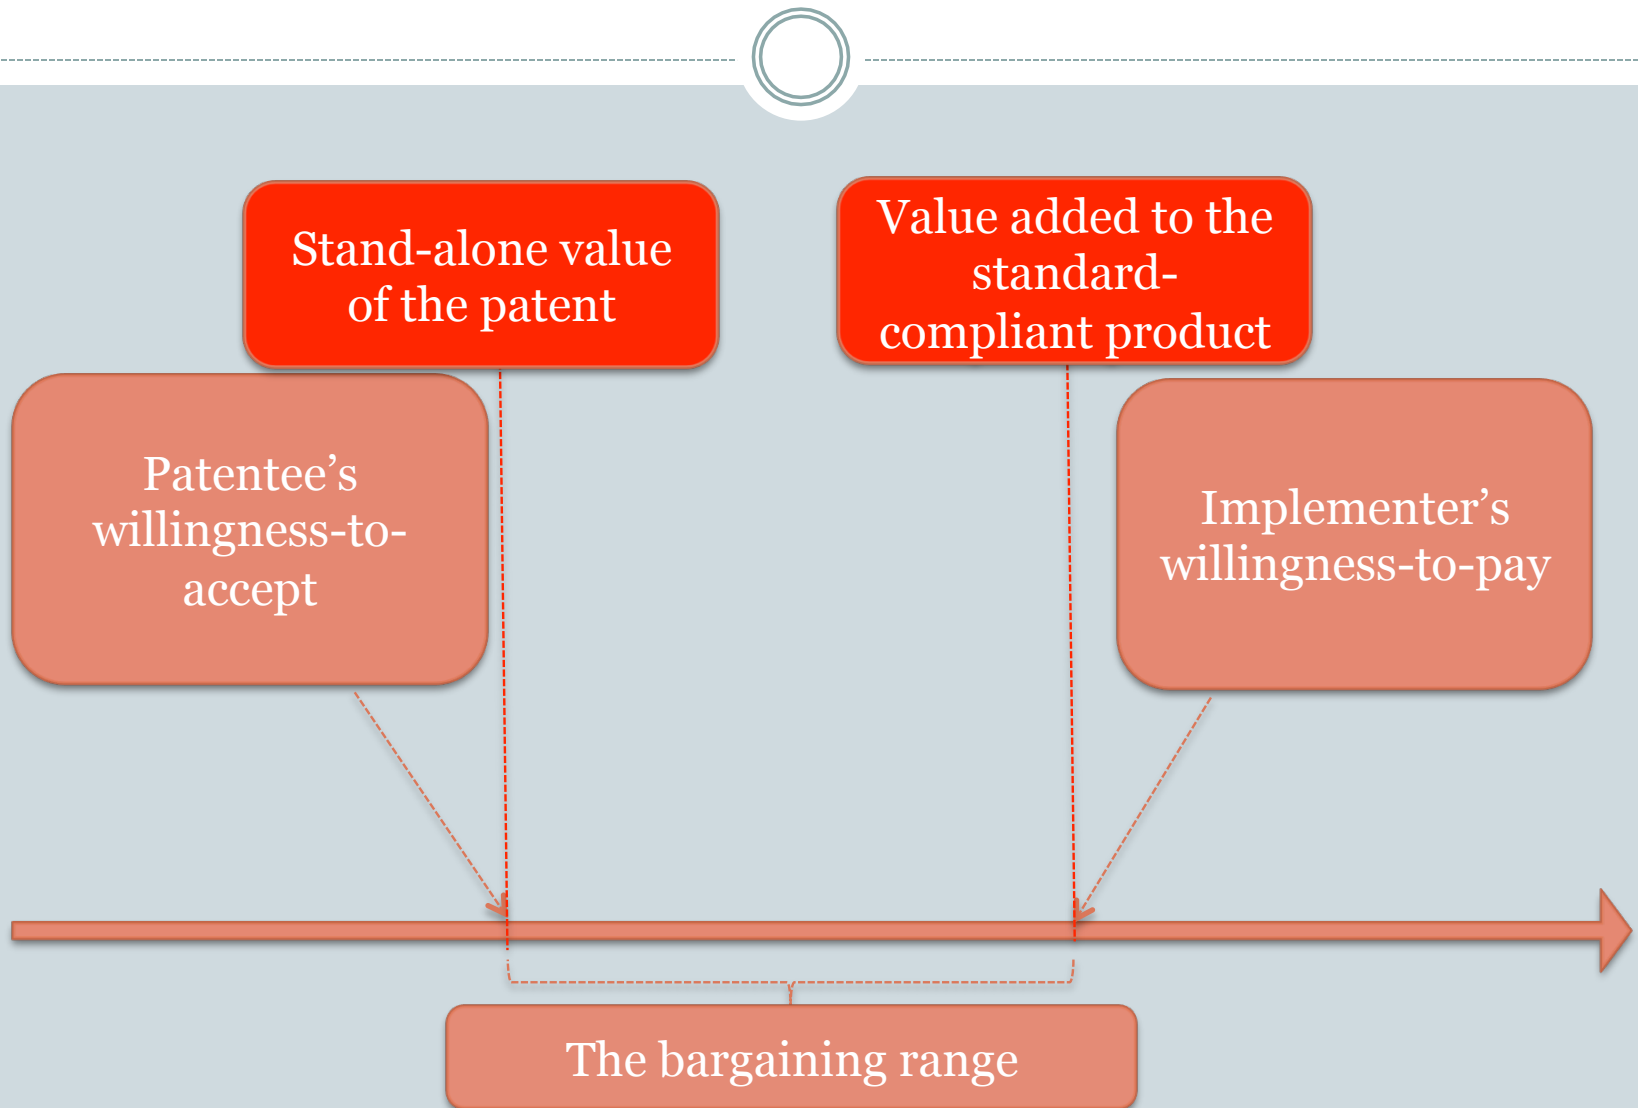 Stand-alone value
of the patent
Value added to the
standard-
compliant product
Patentee’s
willingness-to-
accept
Implementer’s
willingness-to-pay
The bargaining range